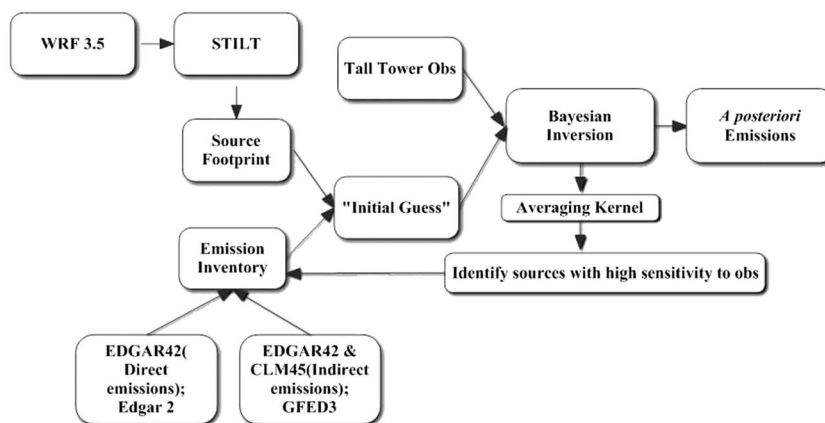 WRF 3.5
STILT
Tall Tower Obs
Source
Footprint
"Initial Guess"
Bayesian
Inversion
A posteriori
Emissions
Averaging Kernel
Identify sources with high sensitivity to obs
Emission
Inventory
EDGAR42(
Direct
emissions);
Edgar 2
EDGAR42 &
CLM45(Indirect
emissions);
GFED3